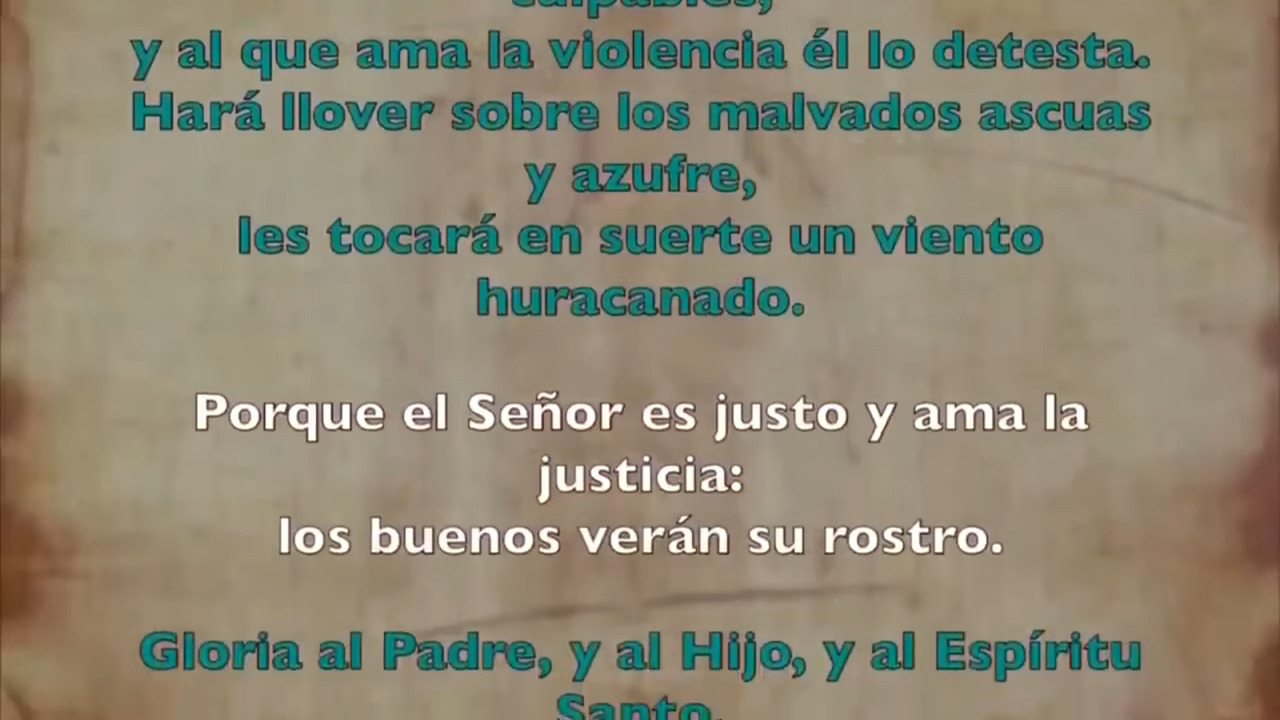 y al que ama la violencia él lo detesta.
Hará llover sobre los malvados ascuas
y azufre,
les tocará en suerte un viento
huracanado.
Porque el Señor es justo y ama la
justicia:
los buenos verán su rostro.
Gloria al Padre, y al Hijo, y al Espíritu
Santo.